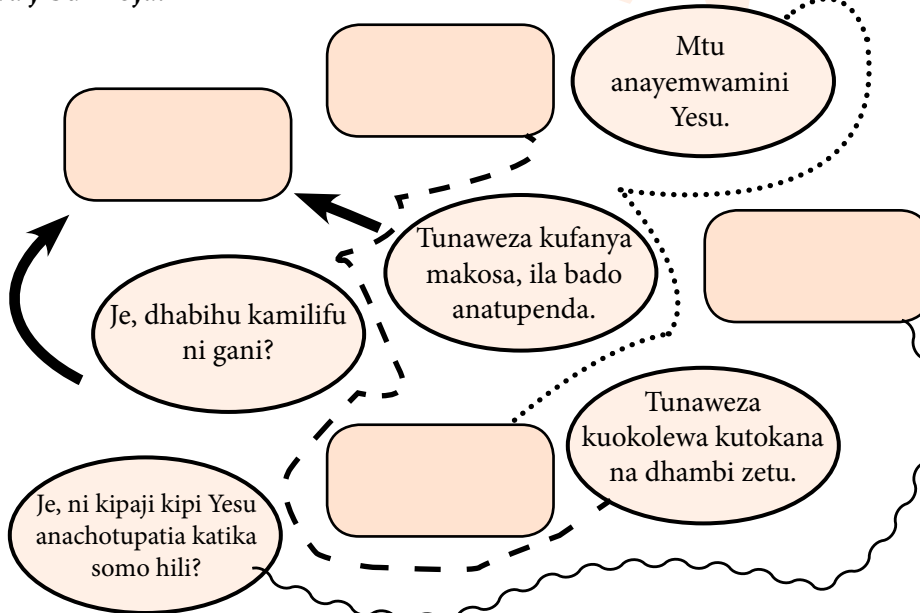 Mtu
anayemwamini
Yesu.
Tunaweza kufanya
makosa, ila bado
anatupenda.
Je, dhabihu kamilifu
ni gani?
Tunaweza
kuokolewa kutokana
na dhambi zetu.
Je, ni kipaji kipi Yesu
anachotupatia katika
somo hili?